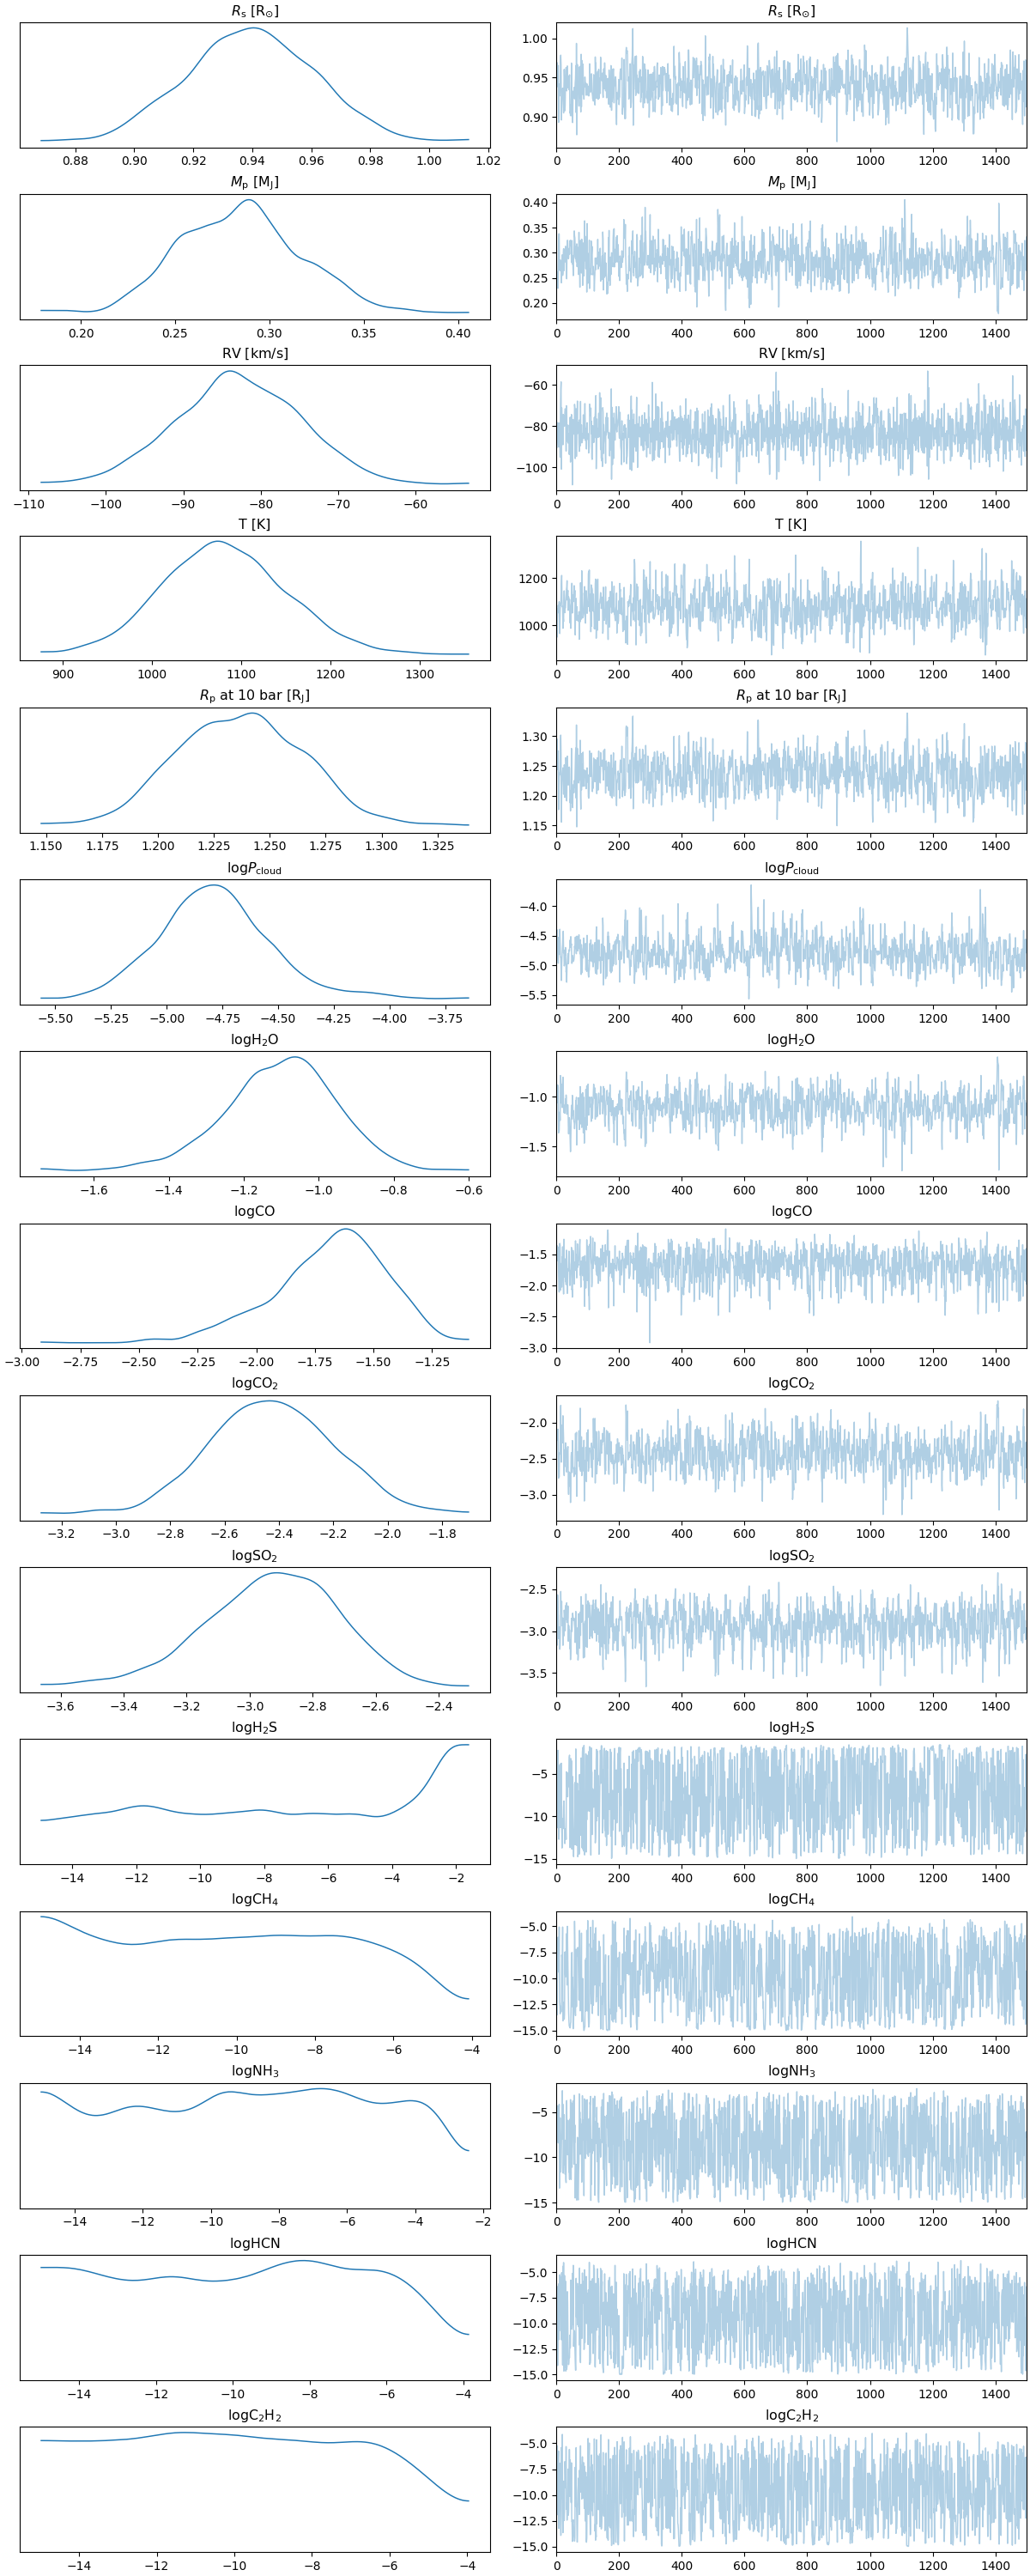 R_s [R_⊙] R_s [R_⊙]
1.00
0.95
0.90
0.88 0.90 0.92 0.94 0.96 0.98 1.00 1.02 0 200 400 600 800 1000 1200 1400
M_p [M_J] M_p [M_J]
0.40
0.35
0.30
0.25
0.20
0.20 0.25 0.30 0.35 0.40 0 200 400 600 800 1000 1200 1400
RV [km/s] RV [km/s]
−60
−80
−100
−110 −100 −90 −80 −70 −60 0 200 400 600 800 1000 1200 1400
T [K] T [K]
1200
1000
900 1000 1100 1200 1300 0 200 400 600 800 1000 1200 1400
R_p at 10 bar [R_J] R_p at 10 bar [R_J]
1.30
1.25
1.20
1.15
1.150 1.175 1.200 1.225 1.250 1.275 1.300 1.325 0 200 400 600 800 1000 1200 1400
logP_cloud logP_cloud
−4.0
−4.5
−5.0
−5.5
−5.50 −5.25 −5.00 −4.75 −4.50 −4.25 −4.00 −3.75 0 200 400 600 800 1000 1200 1400
logH₂O logH₂O
−1.0
−1.5
−1.6 −1.4 −1.2 −1.0 −0.8 −0.6 0 200 400 600 800 1000 1200 1400
logCO logCO
−1.5
−2.0
−2.5
−3.0
−3.00 −2.75 −2.50 −2.25 −2.00 −1.75 −1.50 −1.25 0 200 400 600 800 1000 1200 1400
logCO₂ logCO₂
−2.0
−2.5
−3.0
−3.2 −3.0 −2.8 −2.6 −2.4 −2.2 −2.0 −1.8 0 200 400 600 800 1000 1200 1400
logSO₂ logSO₂
−2.5
−3.0
−3.5
−3.6 −3.4 −3.2 −3.0 −2.8 −2.6 −2.4 0 200 400 600 800 1000 1200 1400
logH₂S logH₂S
−5
−10
−15
−14 −12 −10 −8 −6 −4 −2 0 200 400 600 800 1000 1200 1400
logCH₄ logCH₄
−5.0
−7.5
−10.0
−12.5
−15.0
−14 −12 −10 −8 −6 −4 0 200 400 600 800 1000 1200 1400
logNH₃ logNH₃
−5
−10
−15
−14 −12 −10 −8 −6 −4 −2 0 200 400 600 800 1000 1200 1400
logHCN logHCN
−5.0
−7.5
−10.0
−12.5
−15.0
−14 −12 −10 −8 −6 −4 0 200 400 600 800 1000 1200 1400
logC₂H₂ logC₂H₂
−5.0
−7.5
−10.0
−12.5
−15.0
−14 −12 −10 −8 −6 −4 0 200 400 600 800 1000 1200 1400